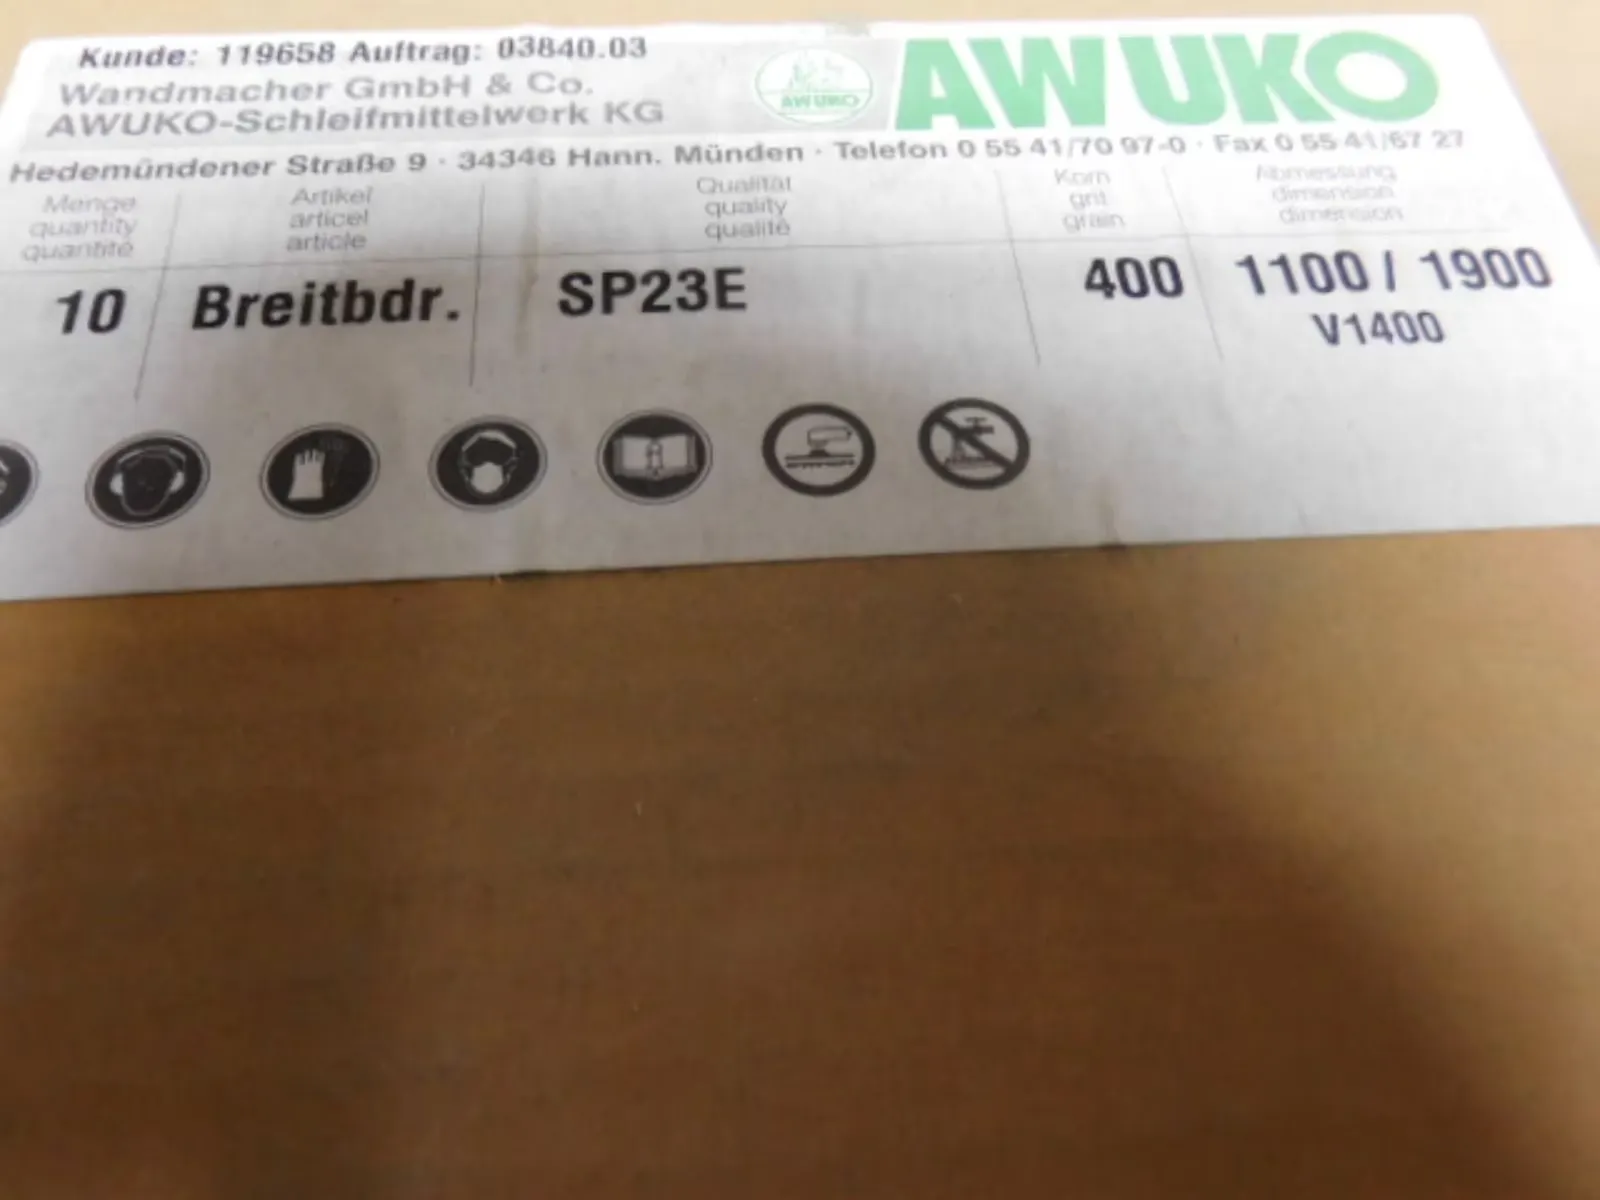 Kunde: 119658 Auftrag: 03840.03
Wandmacher GmbH & Co.
AWUKO-Schleifmittelwerk KG
AWUKO
AWUKO
Hedemündener Straße 9 · 34346 Hann. Münden · Telefon 0 55 41/70 97-0 · Fax 0 55 41/67 27
Menge Artikel Qualität Korn Abmessung
quantity articel quality grit dimension
quantité article qualité grain dimension
10 Breitbdr. SP23E 400 1100 / 1900
V1400